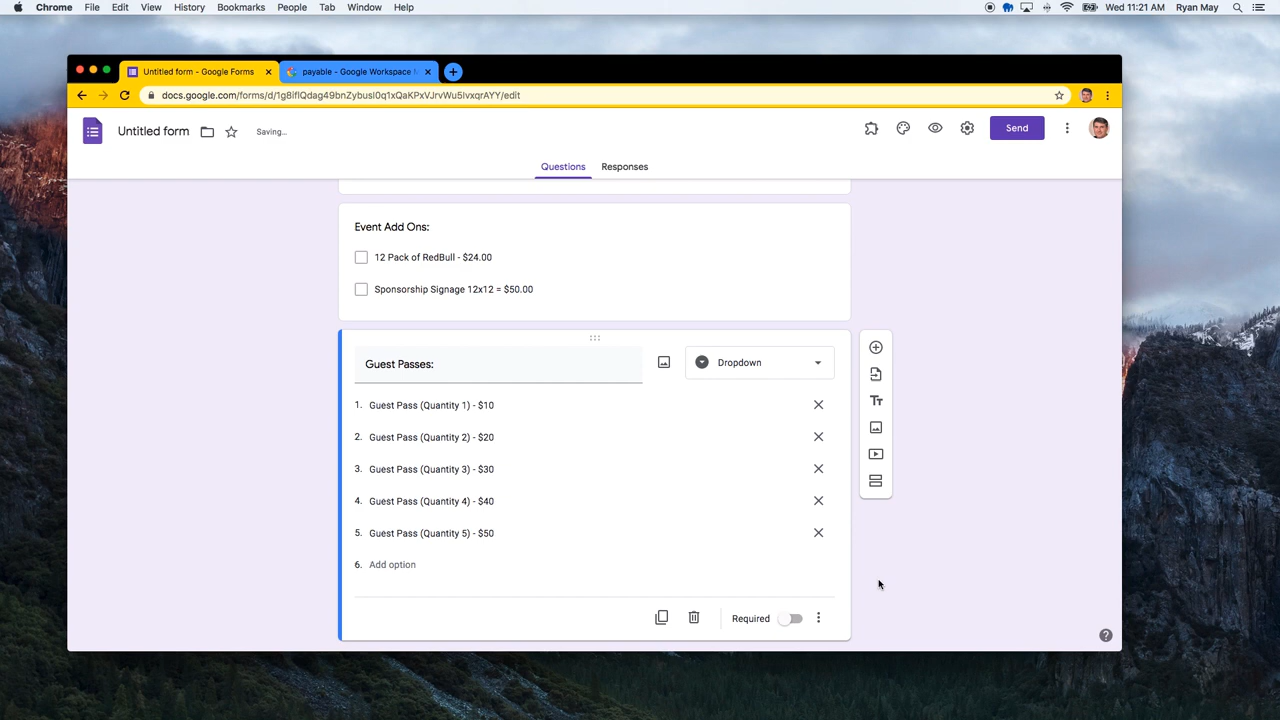 Chrome File Edit View History Bookmarks People Tab Window Help Wed 11:21 AM Ryan May
Untitled form - Google Forms payable - Google Workspace
docs.google.com/forms/d/1g8iflQdag49bnZybusI0q1xQaKPxVJrvWu5lvxqrAYY/edit
Untitled form Saving... Send
Questions Responses
Event Add Ons:
12 Pack of RedBull - $24.00
Sponsorship Signage 12x12 = $50.00
Guest Passes: Dropdown
1. Guest Pass (Quantity 1) - $10
2. Guest Pass (Quantity 2) - $20
3. Guest Pass (Quantity 3) - $30
4. Guest Pass (Quantity 4) - $40
5. Guest Pass (Quantity 5) - $50
6. Add option
Required